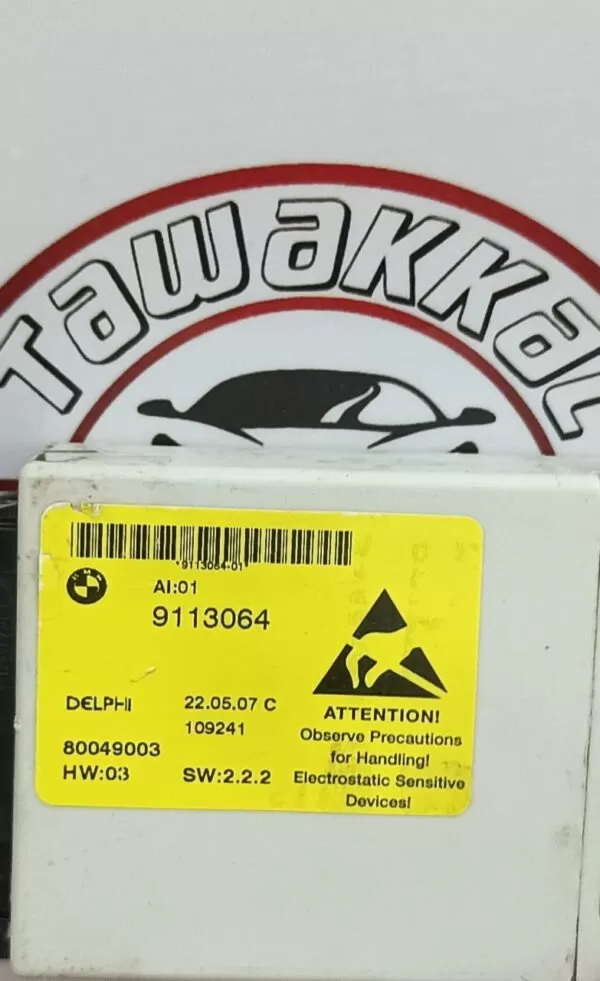 Tawakkal
*9113064-01*
BMW
AI:01
9113064
DELPHI
22.05.07 C
109241
80049003
HW:03
SW:2.2.2
ATTENTION!
Observe Precautions
for Handling!
Electrostatic Sensitive
Devices!